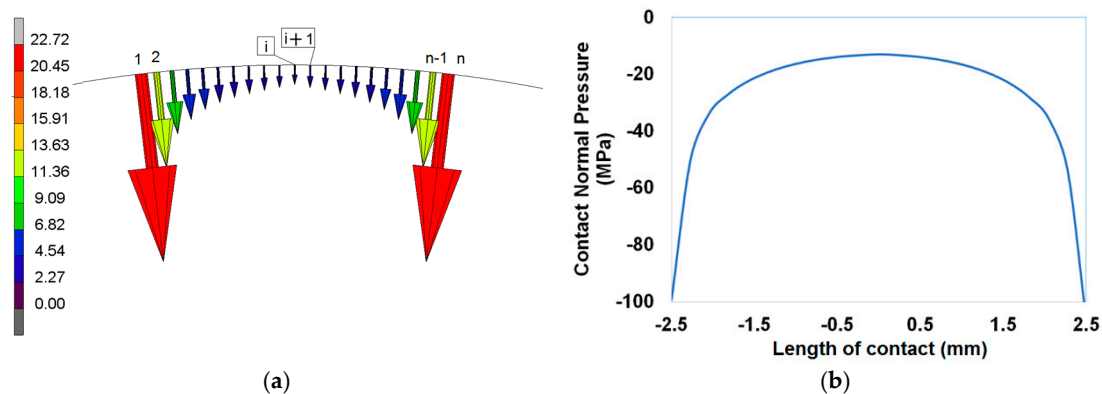 22.72
20.45
18.18
15.91
13.63
11.36
9.09
6.82
4.54
2.27
0.00
1 2 i i+1 n-1 n
(a)
Contact Normal Pressure
(MPa)
0
-20
-40
-60
-80
-100
-2.5 -1.5 -0.5 0.5 1.5 2.5
Length of contact (mm)
(b)